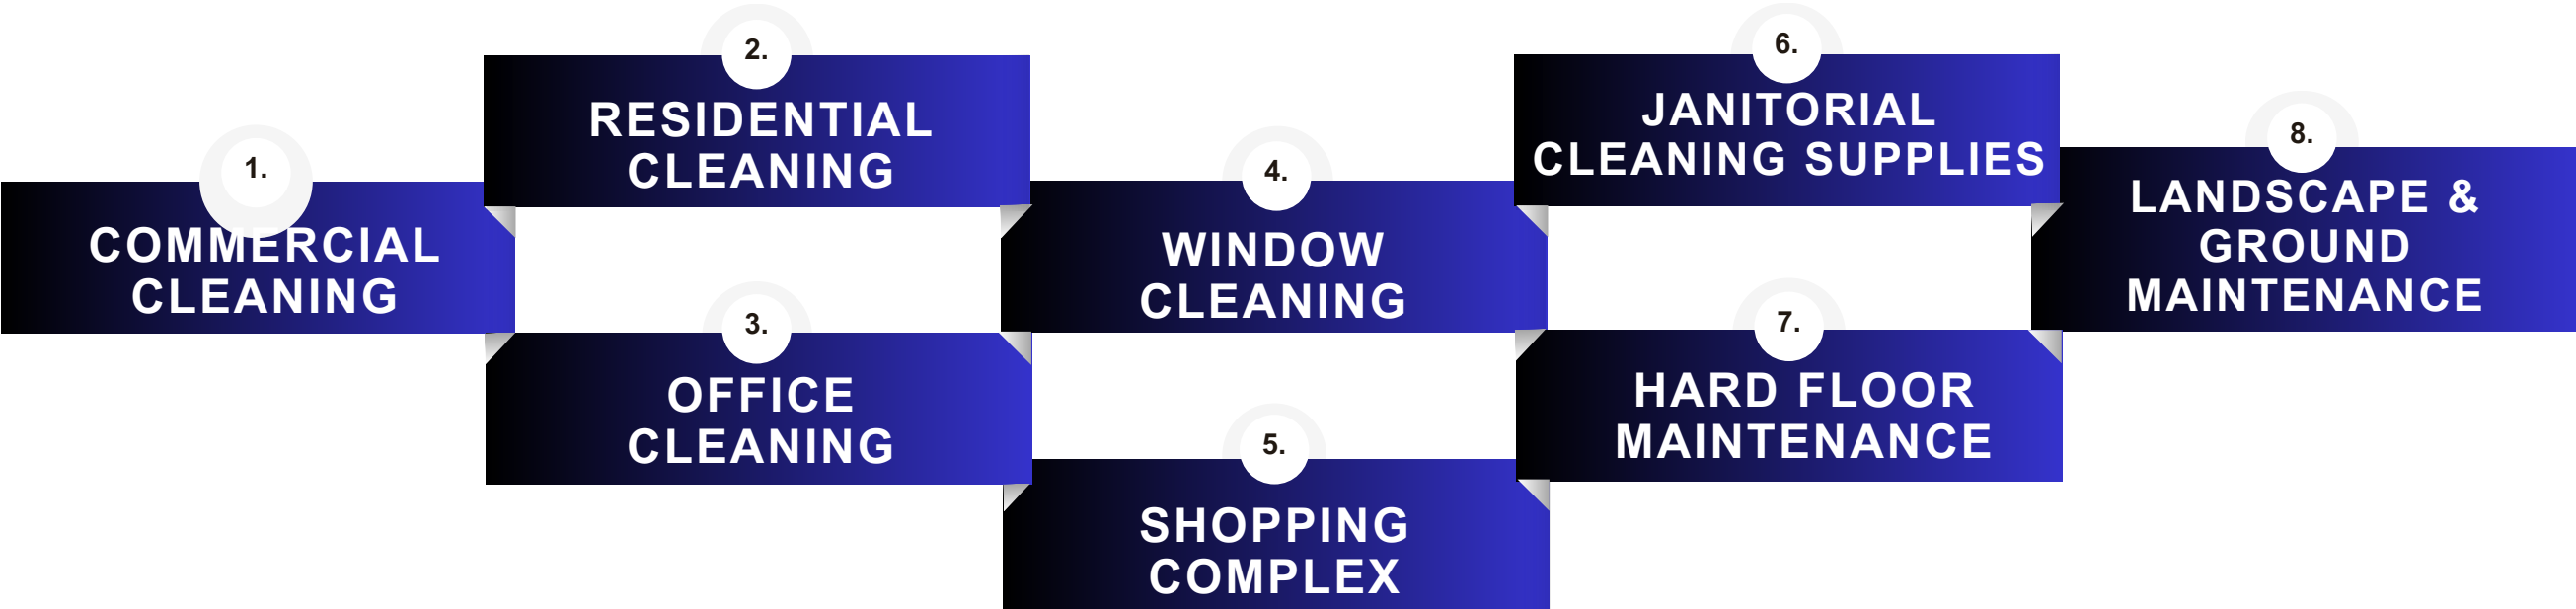 1.
COMMERCIAL
CLEANING
2.
RESIDENTIAL
CLEANING
3.
OFFICE
CLEANING
4.
WINDOW
CLEANING
5.
SHOPPING
COMPLEX
6.
JANITORIAL
CLEANING SUPPLIES
7.
HARD FLOOR
MAINTENANCE
8.
LANDSCAPE &
GROUND
MAINTENANCE